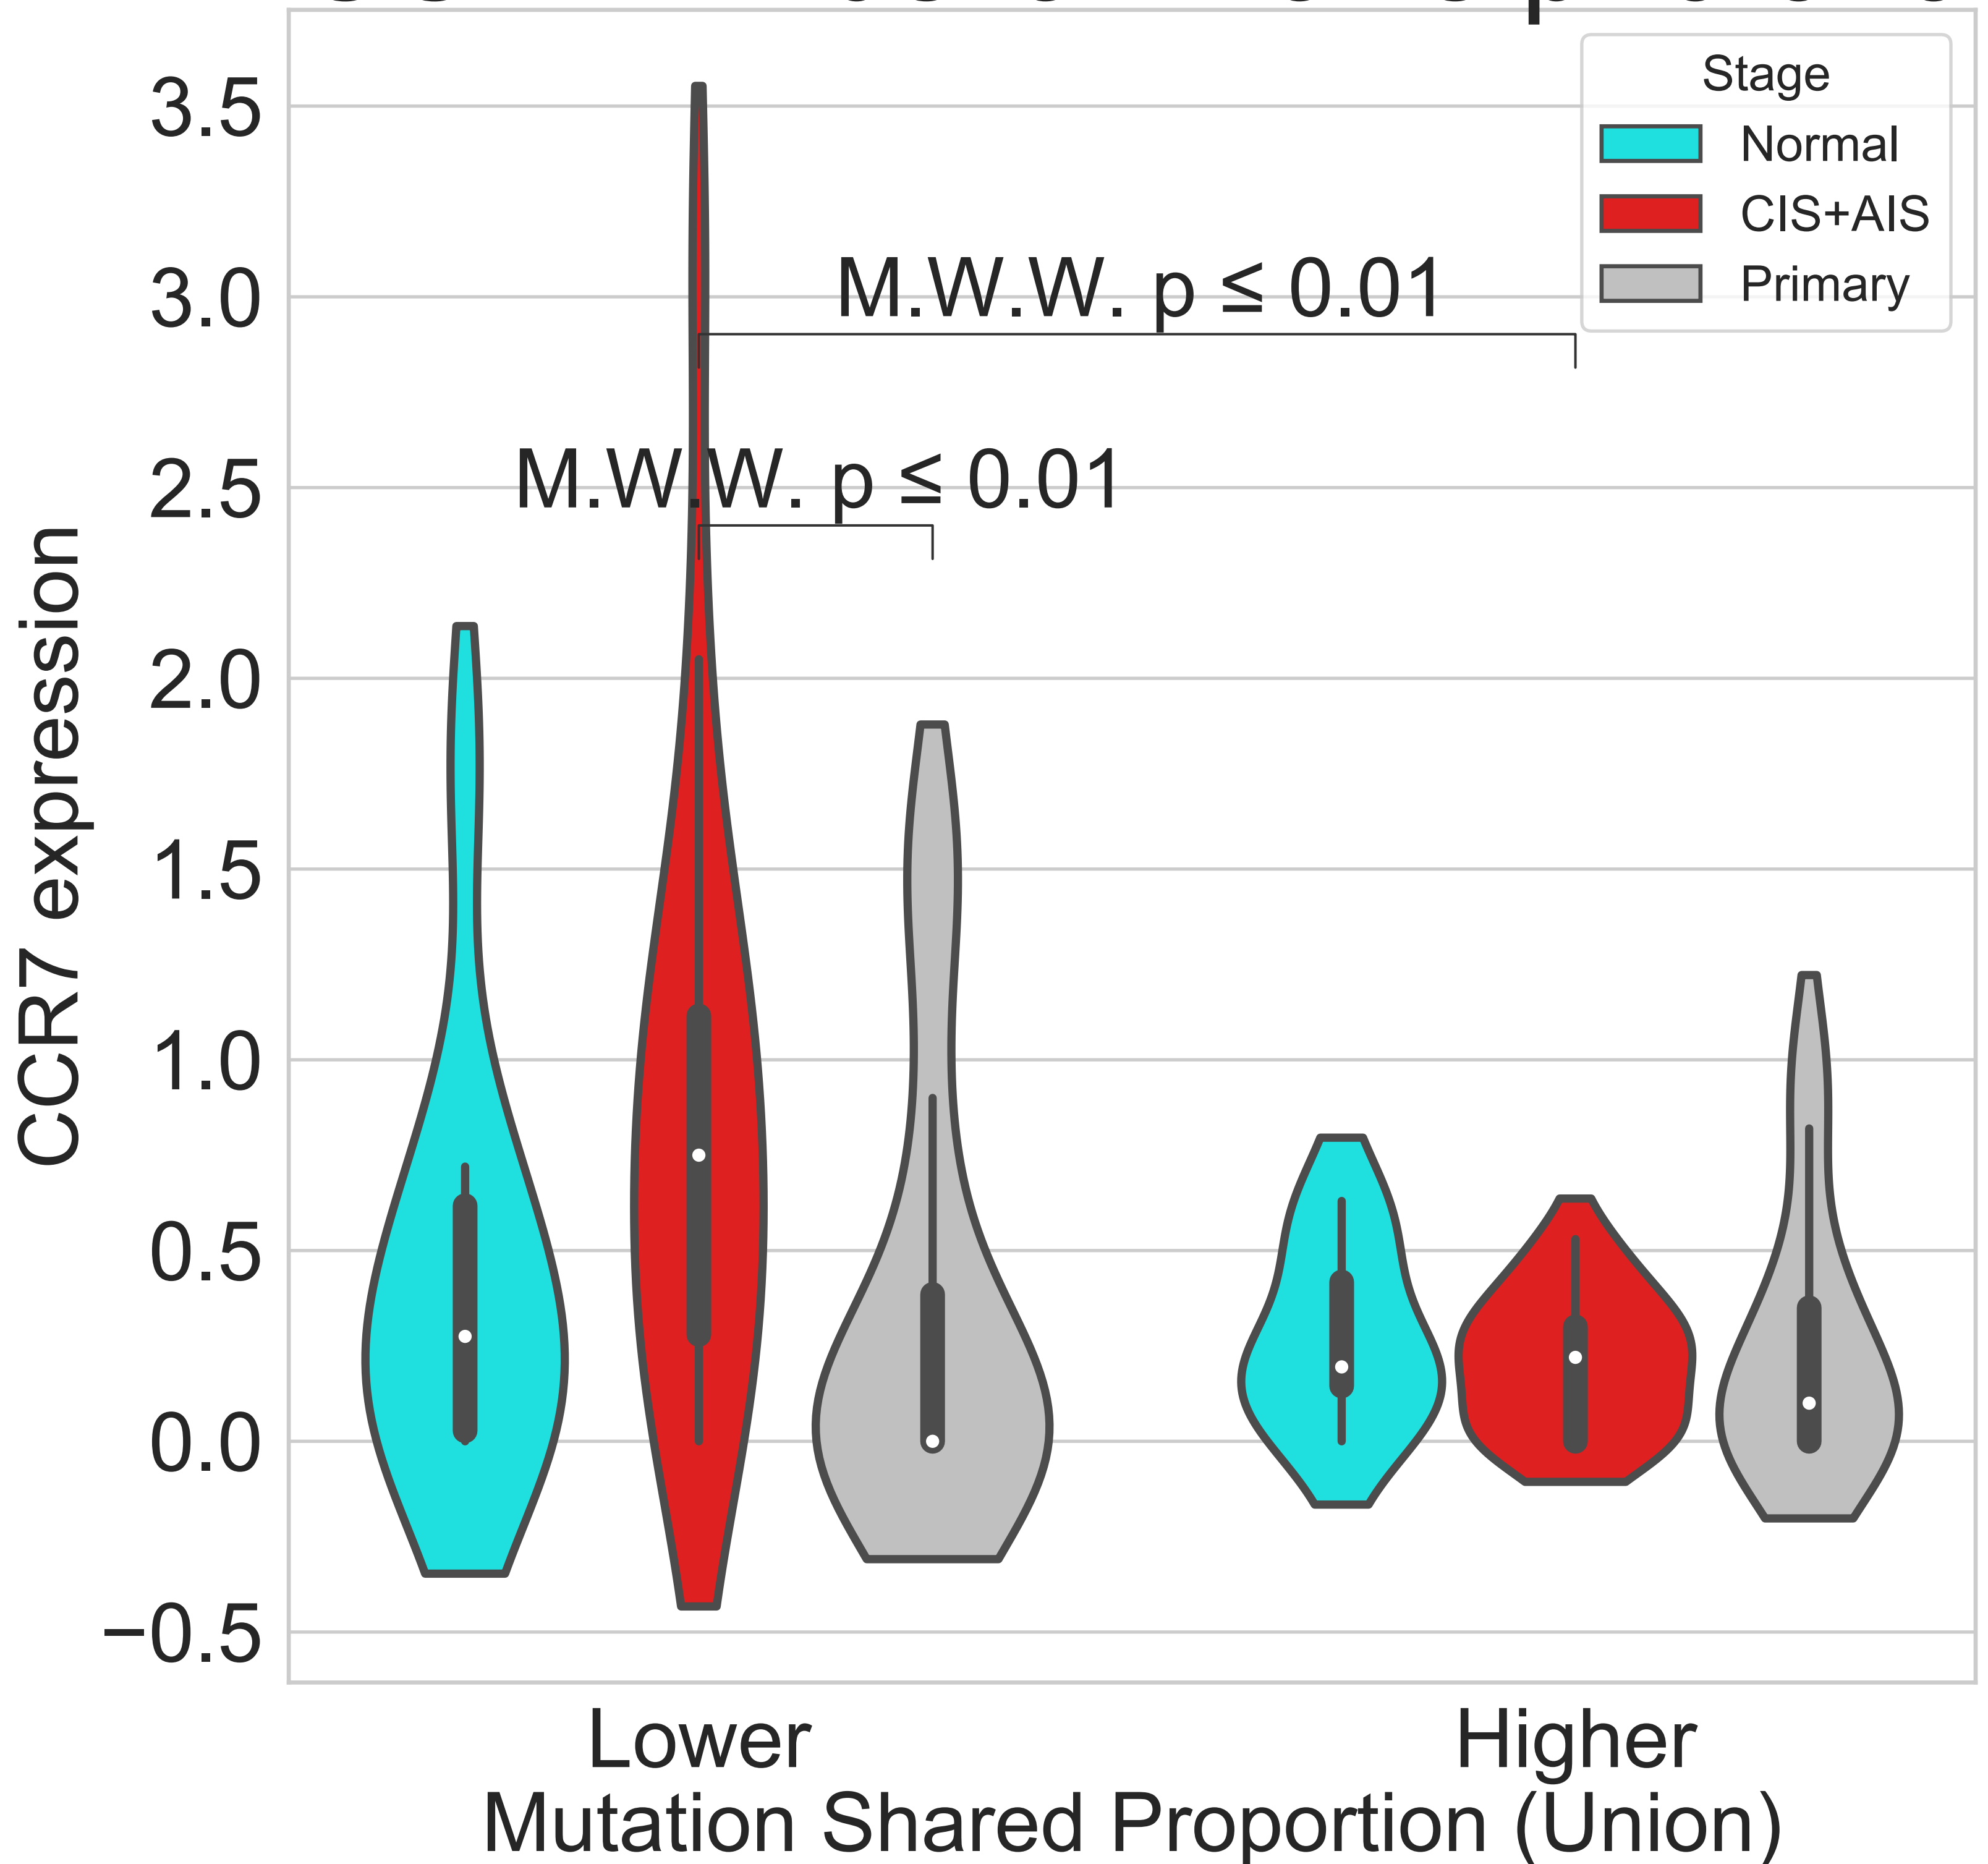 Stage
Normal
CIS+AIS
Primary
3.5
3.0
2.5
2.0
1.5
1.0
0.5
0.0
−0.5
CCR7 expression
M.W.W. p ≤ 0.01
M.W.W. p ≤ 0.01
Lower
Higher
Mutation Shared Proportion (Union)